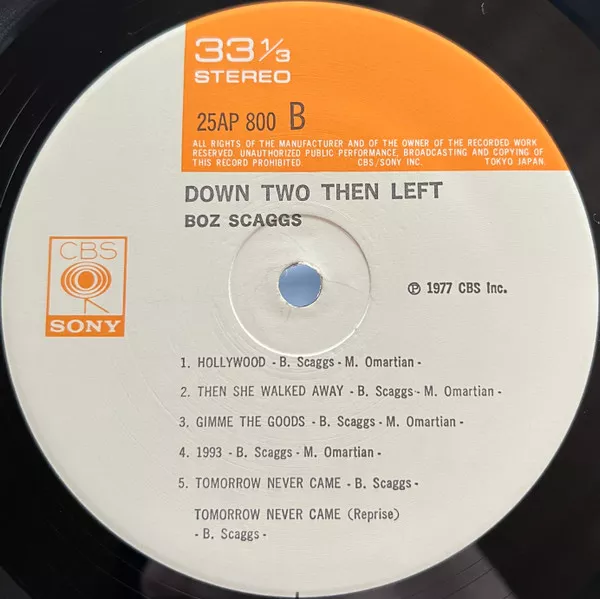 33 1/3
STEREO
25AP 800 B
ALL RIGHTS OF THE MANUFACTURER AND OF THE OWNER OF THE RECORDED WORK
RESERVED. UNAUTHORIZED PUBLIC PERFORMANCE, BROADCASTING AND COPYING OF
THIS RECORD PROHIBITED. CBS/SONY INC. TOKYO JAPAN.
DOWN TWO THEN LEFT
BOZ SCAGGS
CBS
SONY
℗ 1977 CBS Inc.
1. HOLLYWOOD - B. Scaggs - M. Omartian -
2. THEN SHE WALKED AWAY - B. Scaggs - M. Omartian -
3. GIMME THE GOODS - B. Scaggs - M. Omartian -
4. 1993 - B. Scaggs - M. Omartian -
5. TOMORROW NEVER CAME - B. Scaggs -
TOMORROW NEVER CAME (Reprise)
- B. Scaggs -